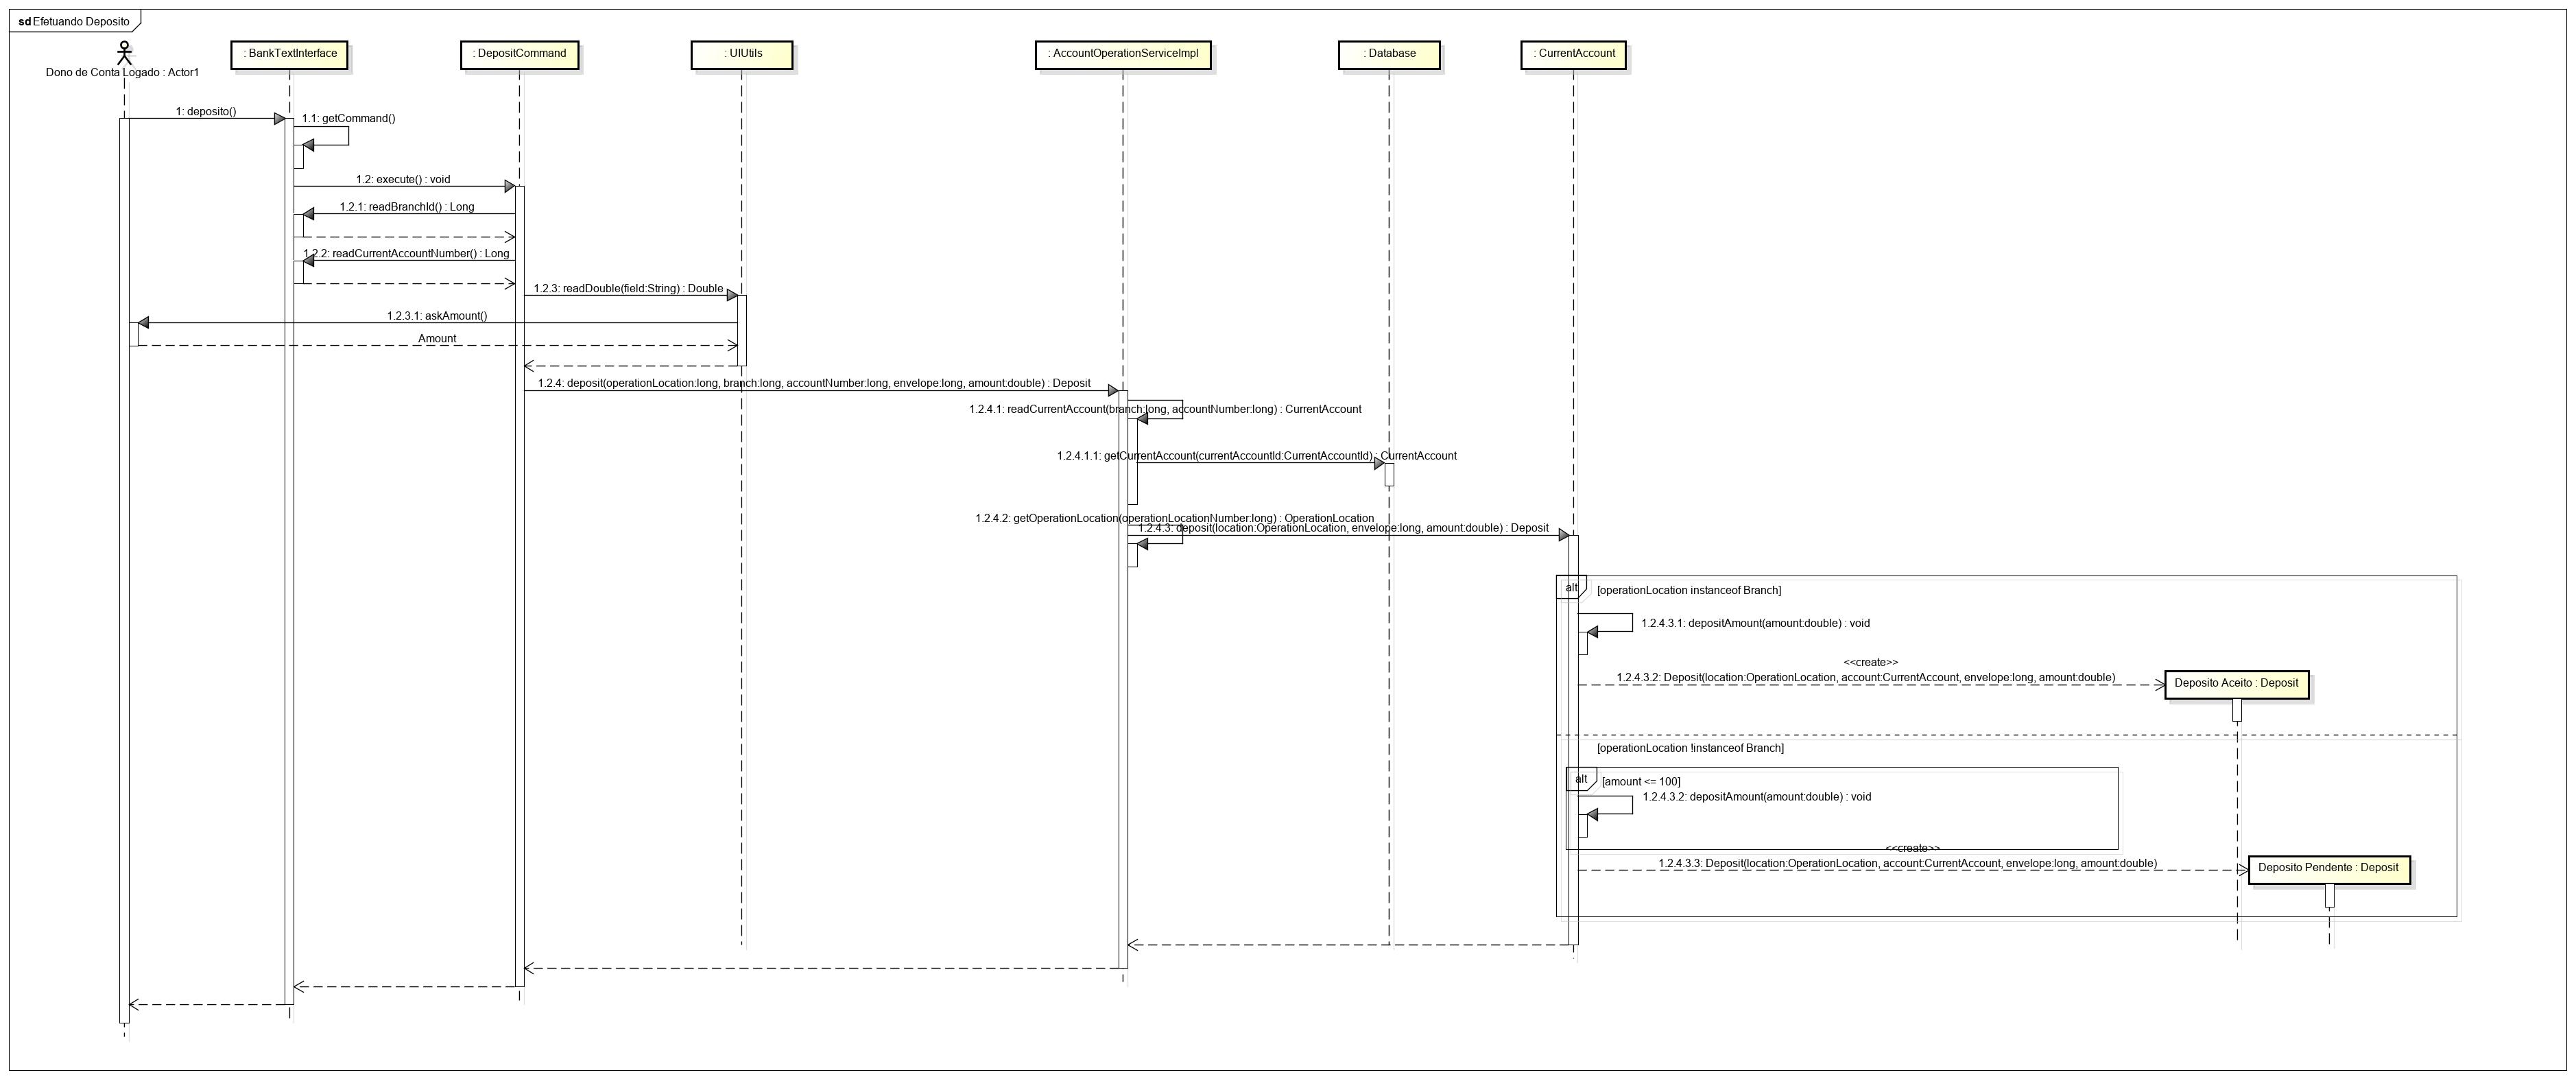 sd Efetuando Deposito
: BankTextInterface
: DepositCommand
: UIUtils
: AccountOperationServiceImpl
: Database
: CurrentAccount
Dono de Conta Logado : Actor1
1: deposito()
1.1: getCommand()
1.2: execute() : void
1.2.1: readBranchId() : Long
1.2.2: readCurrentAccountNumber() : Long
1.2.3: readDouble(field:String) : Double
1.2.3.1: askAmount()
Amount
1.2.4: deposit(operationLocation:long, branch:long, accountNumber:long, envelope:long, amount:double) : Deposit
1.2.4.1: readCurrentAccount(branch:long, accountNumber:long) : CurrentAccount
1.2.4.1.1: getCurrentAccount(currentAccountId:CurrentAccountId) : CurrentAccount
1.2.4.2: getOperationLocation(operationLocationNumber:long) : OperationLocation
1.2.4.3: deposit(location:OperationLocation, envelope:long, amount:double) : Deposit
alt
[operationLocation instanceof Branch]
1.2.4.3.1: depositAmount(amount:double) : void
<<create>>
1.2.4.3.2: Deposit(location:OperationLocation, account:CurrentAccount, envelope:long, amount:double)
Deposito Aceito : Deposit
[operationLocation !instanceof Branch]
alt
[amount <= 100]
1.2.4.3.2: depositAmount(amount:double) : void
<<create>>
1.2.4.3.3: Deposit(location:OperationLocation, account:CurrentAccount, envelope:long, amount:double)
Deposito Pendente : Deposit